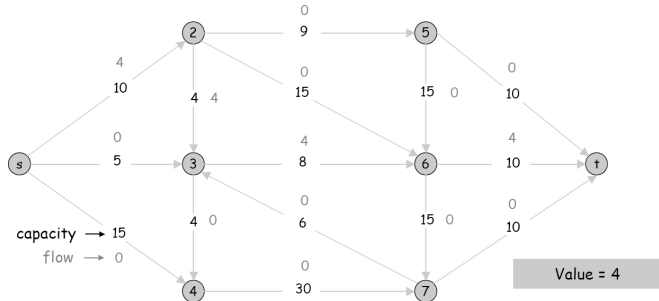 0
2 9 5
4 0 0
10 15 10
4 4 15 0
0 4 4
s 5 3 8 6 10 t
0 0
capacity → 15 4 0 6 15 0 10
flow → 0 0
4 30 7
Value = 4